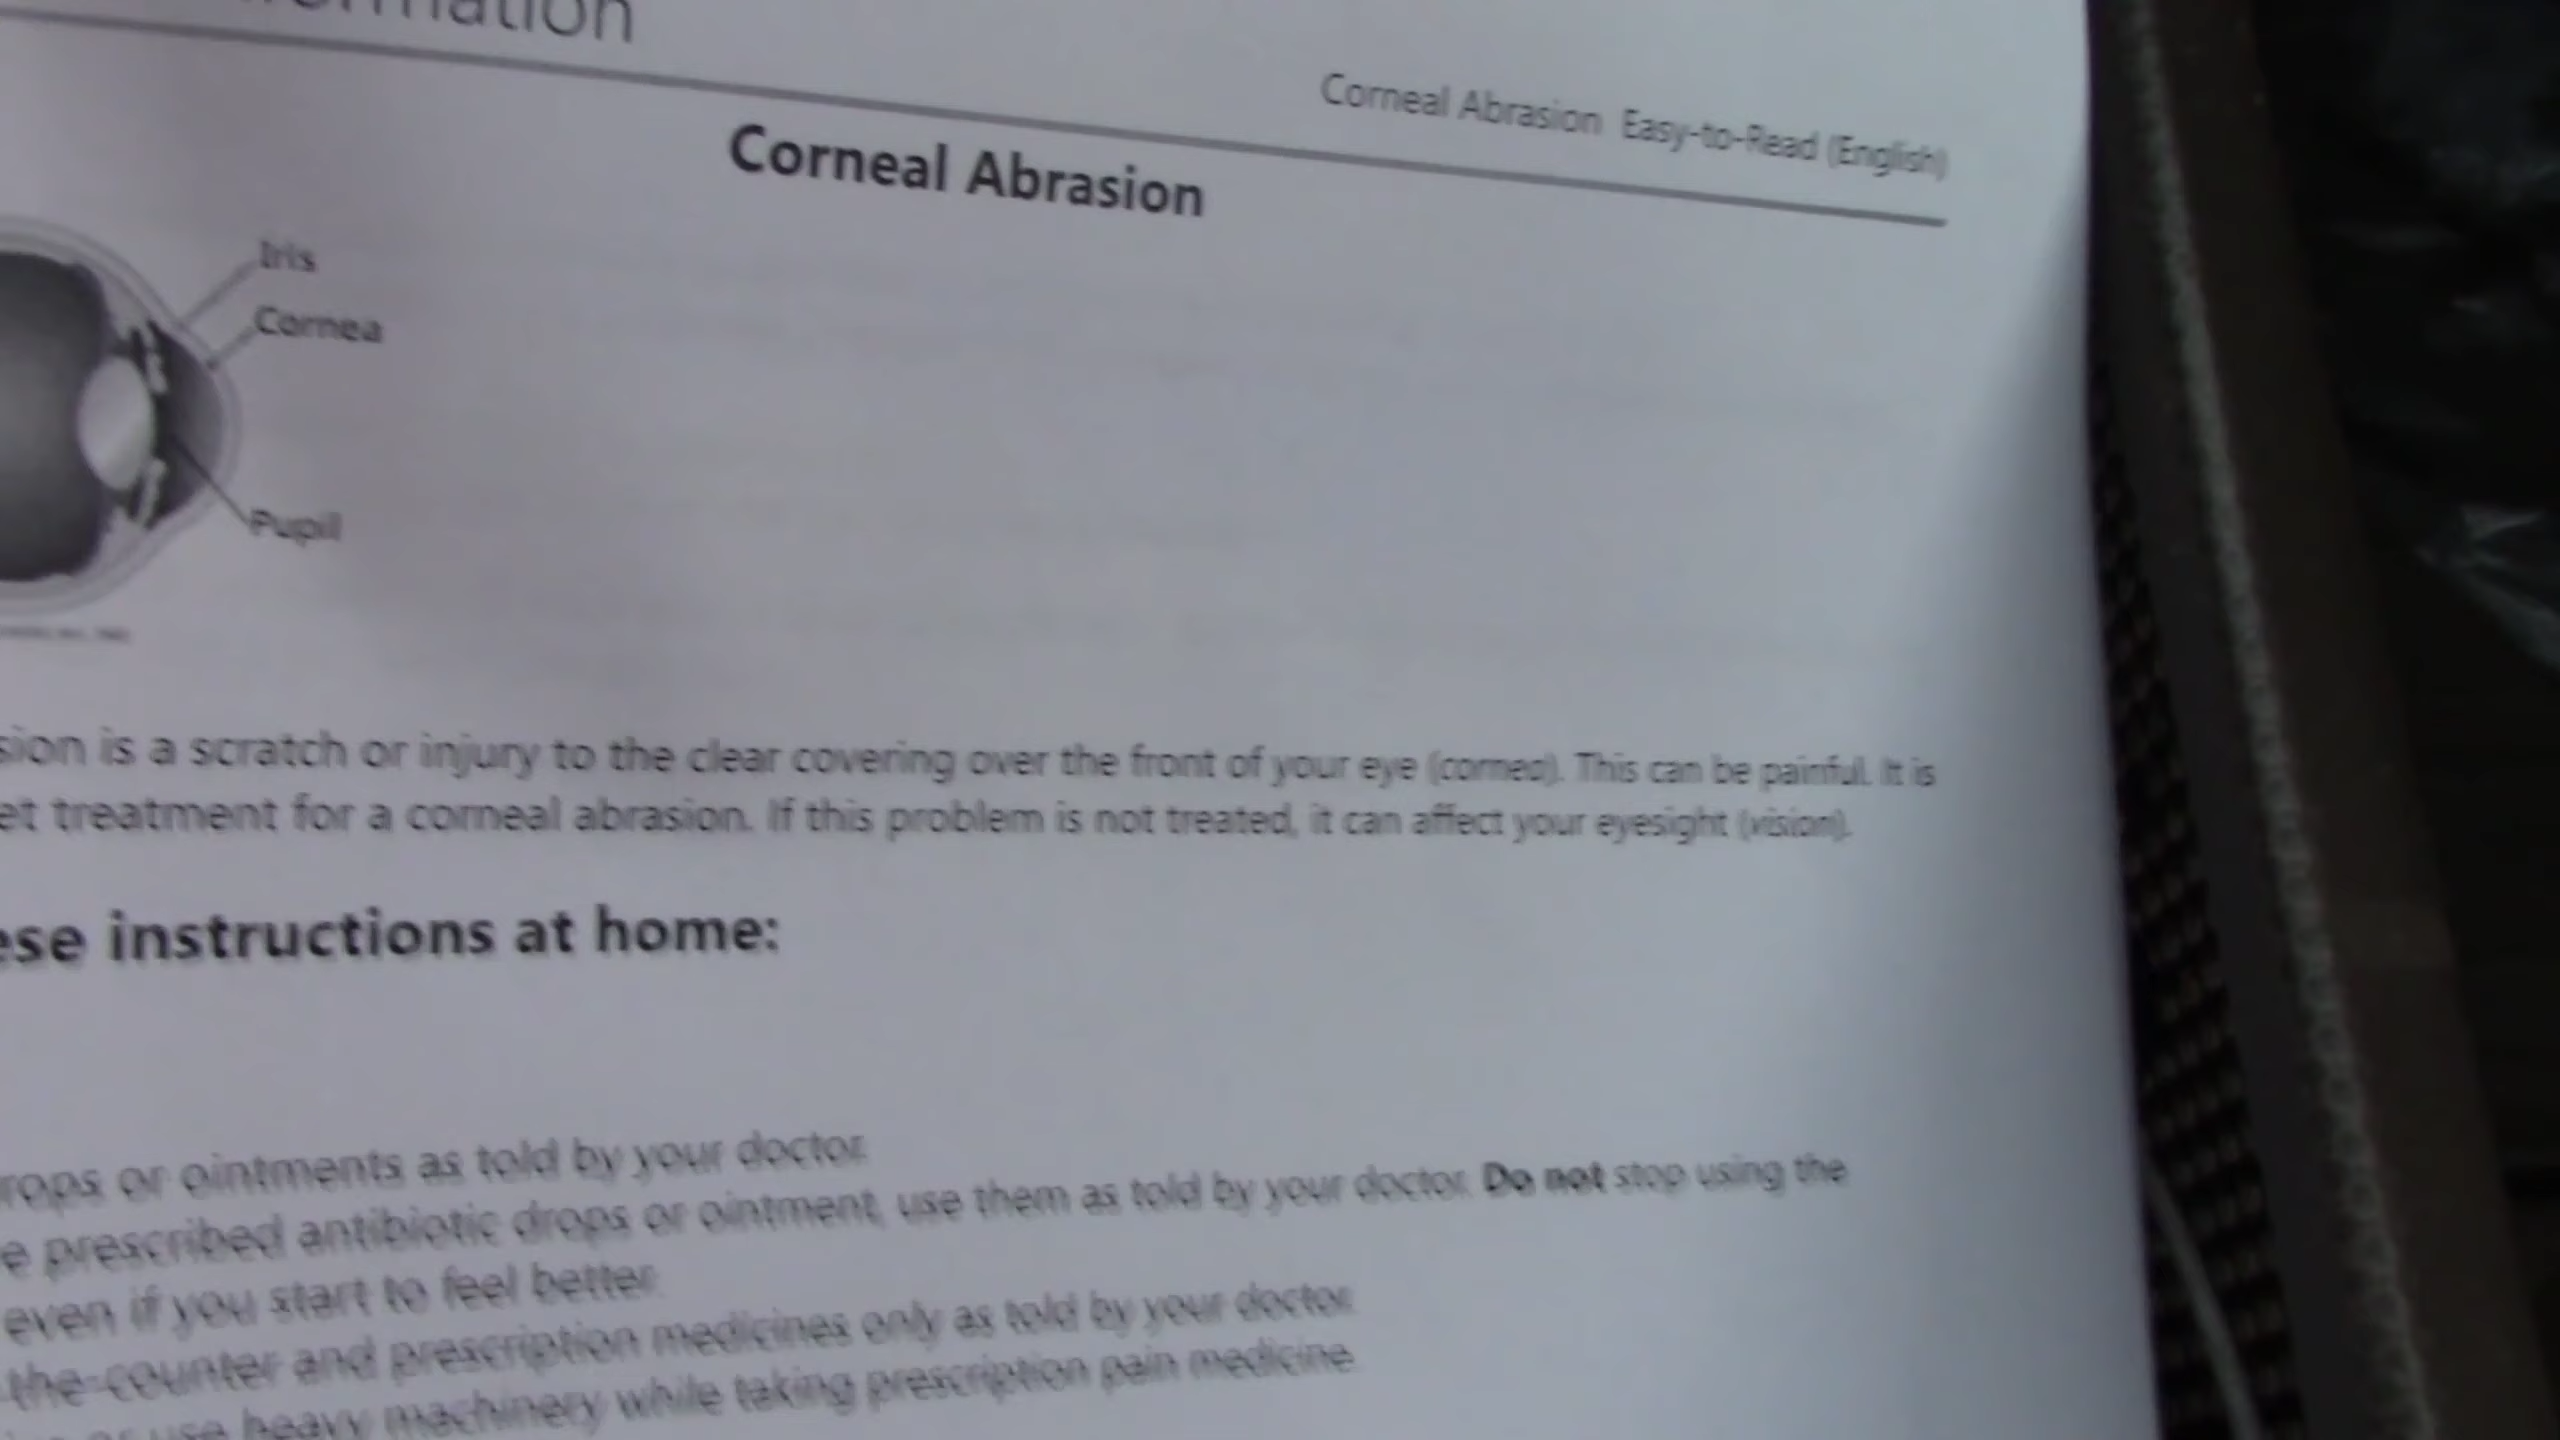 Corneal Abrasion Easy-to-Read (English)
Corneal Abrasion
Iris
Cornea
Pupil
is a scratch or injury to the clear covering over the front of your eye (cornea). This can be painful. It is
treatment for a corneal abrasion. If this problem is not treated, it can affect your eyesight (vision).
instructions at home:
or ointments as told by your doctor.
prescribed antibiotic drops or ointment, use them as told by your doctor. Do not stop using the
even if you start to feel better.
the-counter and prescription medicines only as told by your doctor.
or use heavy machinery while taking prescription pain medicine.